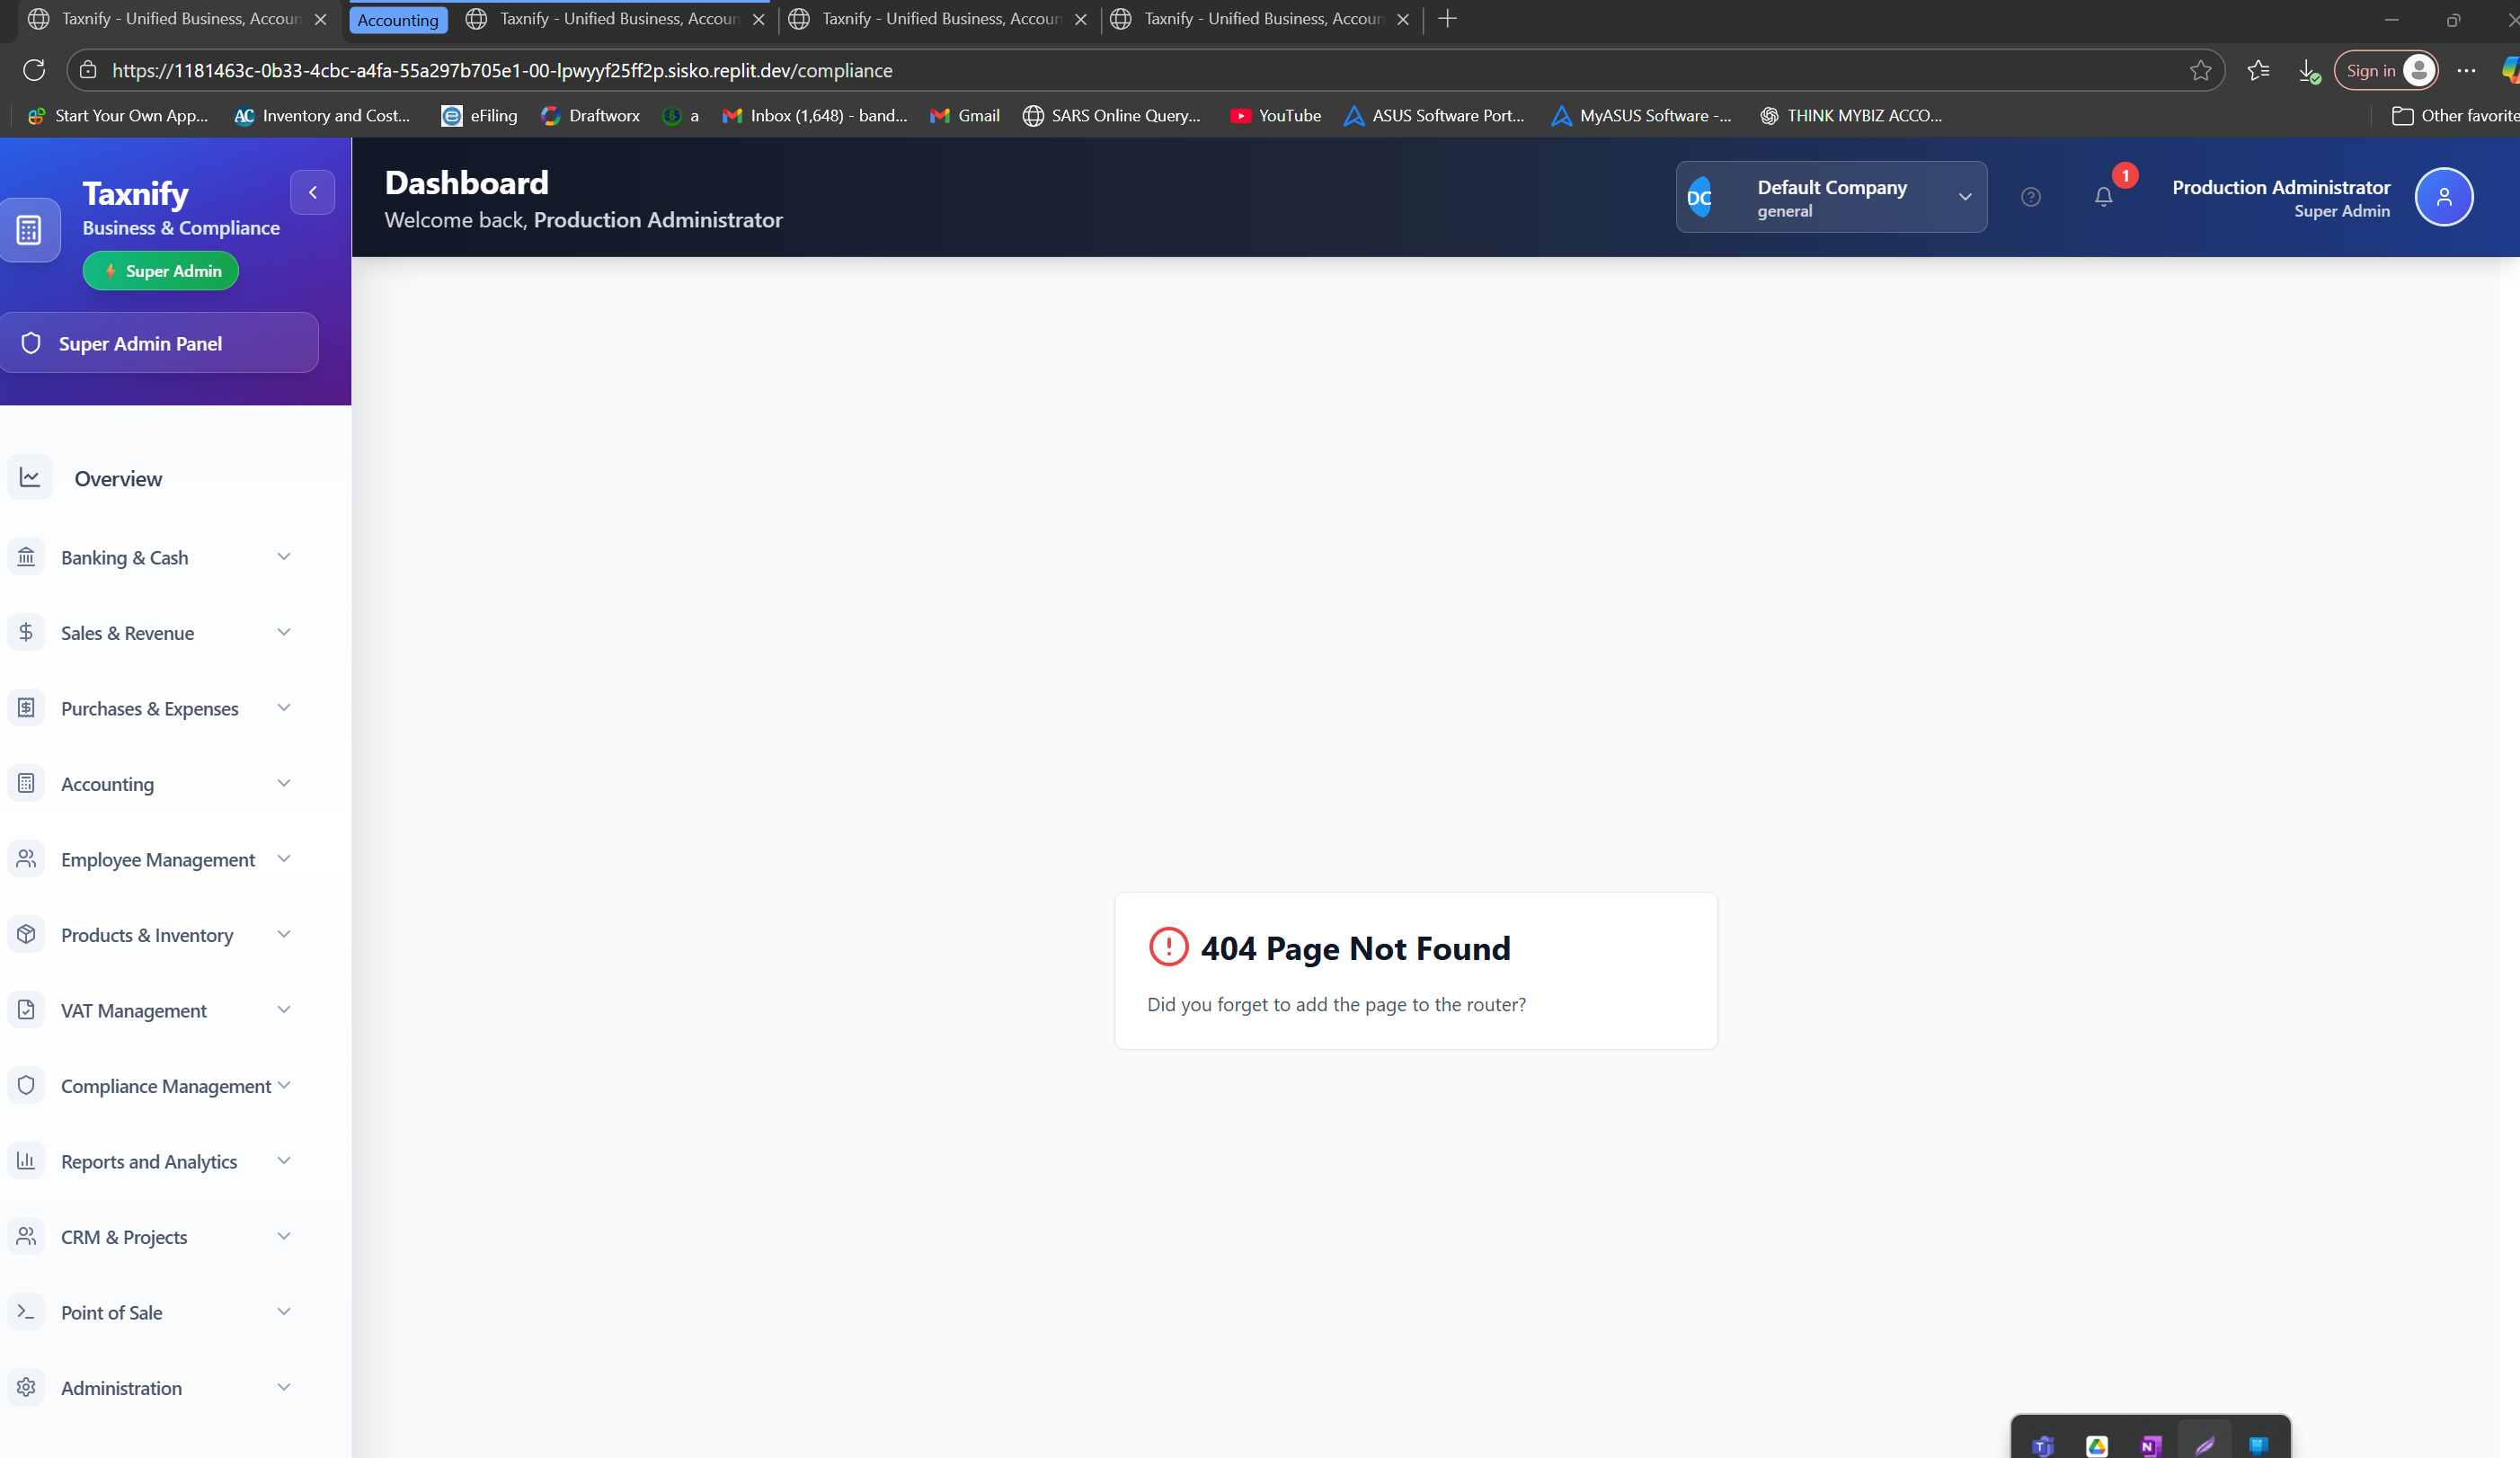 Taxnify - Unified Business, Accoun
Accounting
Taxnify - Unified Business, Accoun
Taxnify - Unified Business, Accoun
Taxnify - Unified Business, Accoun
https://1181463c-0b33-4cbc-a4fa-55a297b705e1-00-lpwyyf25ff2p.sisko.replit.dev/compliance
Sign in
Start Your Own App...
AC
Inventory and Cost...
eFiling
Draftworx
a
Inbox (1,648) - band...
Gmail
SARS Online Query...
YouTube
ASUS Software Port...
MyASUS Software -...
THINK MYBIZ ACCO...
Other favorite
Taxnify
Business & Compliance
Super Admin
Super Admin Panel
Dashboard
Welcome back, Production Administrator
DC
Default Company
general
1
Production Administrator
Super Admin
Overview
Banking & Cash
Sales & Revenue
Purchases & Expenses
Accounting
Employee Management
Products & Inventory
VAT Management
Compliance Management
Reports and Analytics
CRM & Projects
Point of Sale
Administration
404 Page Not Found
Did you forget to add the page to the router?